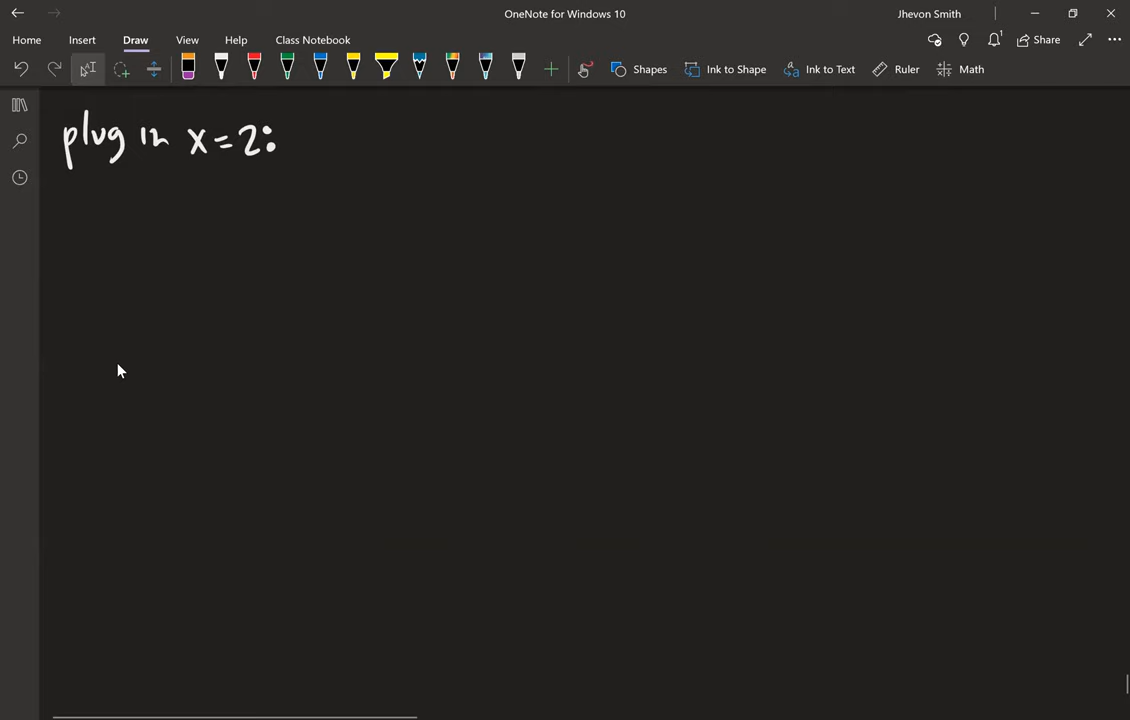 OneNote for Windows 10
Jhevon Smith
Home Insert Draw View Help Class Notebook
1 Share
Shapes Ink to Shape Ink to Text Ruler Math
plug in x=2: